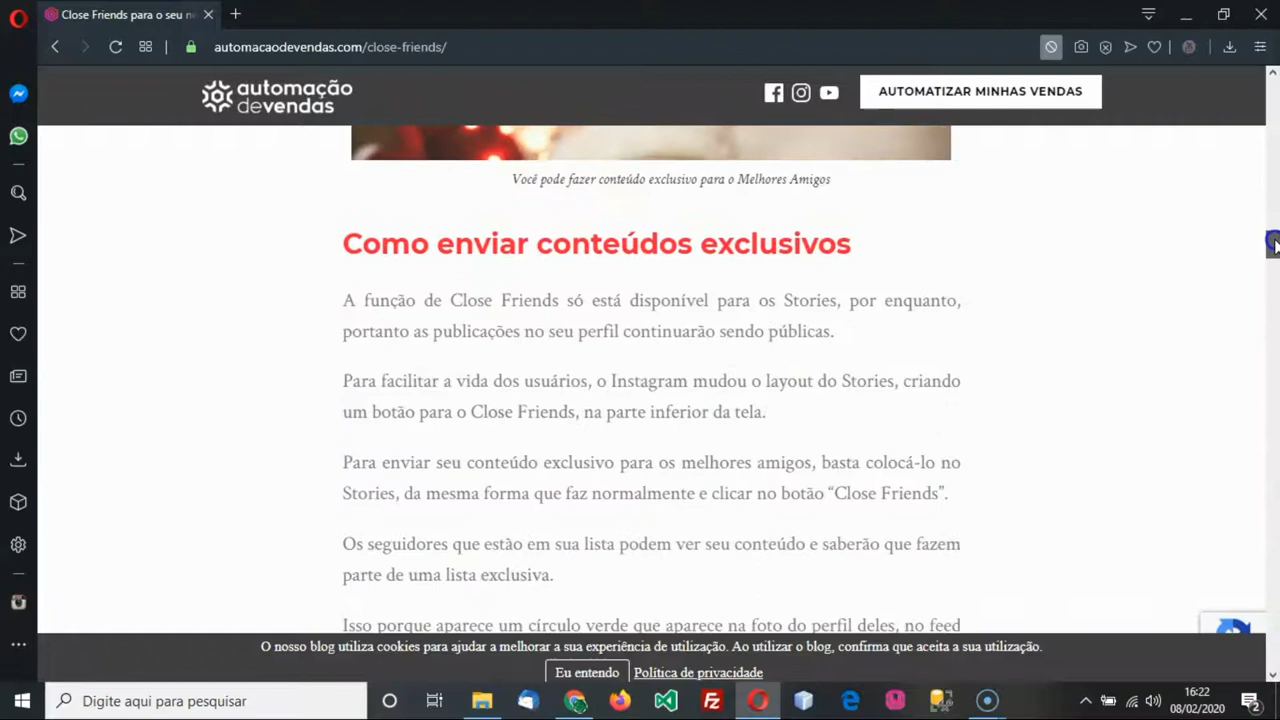 Close Friends para o seu n
automacaodevendas.com/close-friends/
automação
devendas
AUTOMATIZAR MINHAS VENDAS
Você pode fazer conteúdo exclusivo para o Melhores Amigos
Como enviar conteúdos exclusivos
A função de Close Friends só está disponível para os Stories, por enquanto,
portanto as publicações no seu perfil continuarão sendo públicas.
Para facilitar a vida dos usuários, o Instagram mudou o layout do Stories, criando
um botão para o Close Friends, na parte inferior da tela.
Para enviar seu conteúdo exclusivo para os melhores amigos, basta colocá-lo no
Stories, da mesma forma que faz normalmente e clicar no botão “Close Friends”.
Os seguidores que estão em sua lista podem ver seu conteúdo e saberão que fazem
parte de uma lista exclusiva.
Isso porque aparece um círculo verde que aparece na foto do perfil deles, no feed
O nosso blog utiliza cookies para ajudar a melhorar a sua experiência de utilização. Ao utilizar o blog, confirma que aceita a sua utilização.
Eu entendo Política de privacidade
Digite aqui para pesquisar
16:22
08/02/2020
2